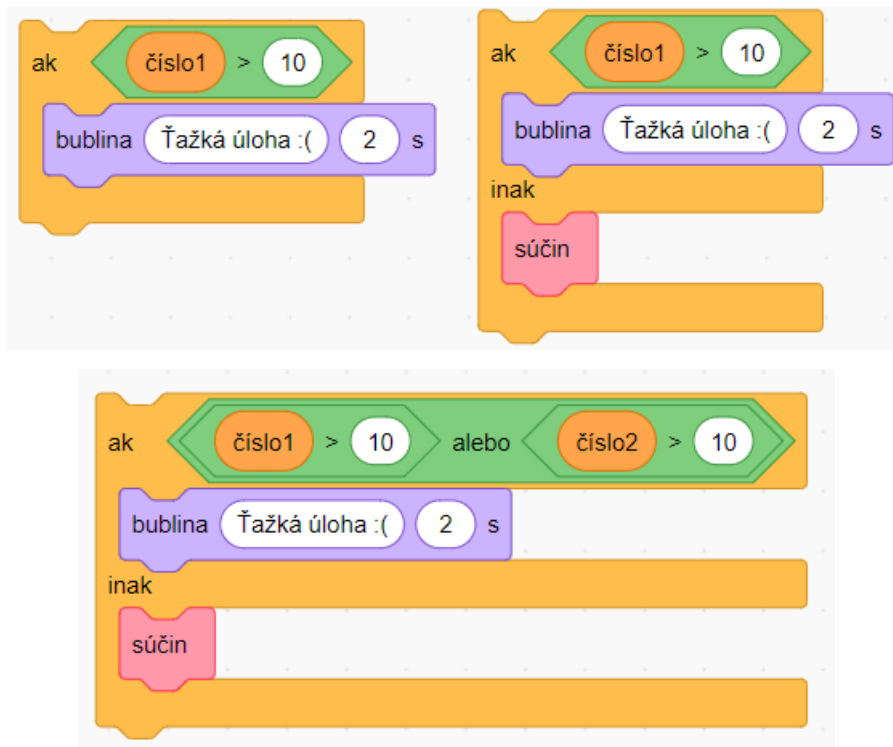 ak číslo1 > 10
bublina Ťažká úloha :( 2 s
ak číslo1 > 10
bublina Ťažká úloha :( 2 s
inak
súčin
ak číslo1 > 10 alebo číslo2 > 10
bublina Ťažká úloha :( 2 s
inak
súčin